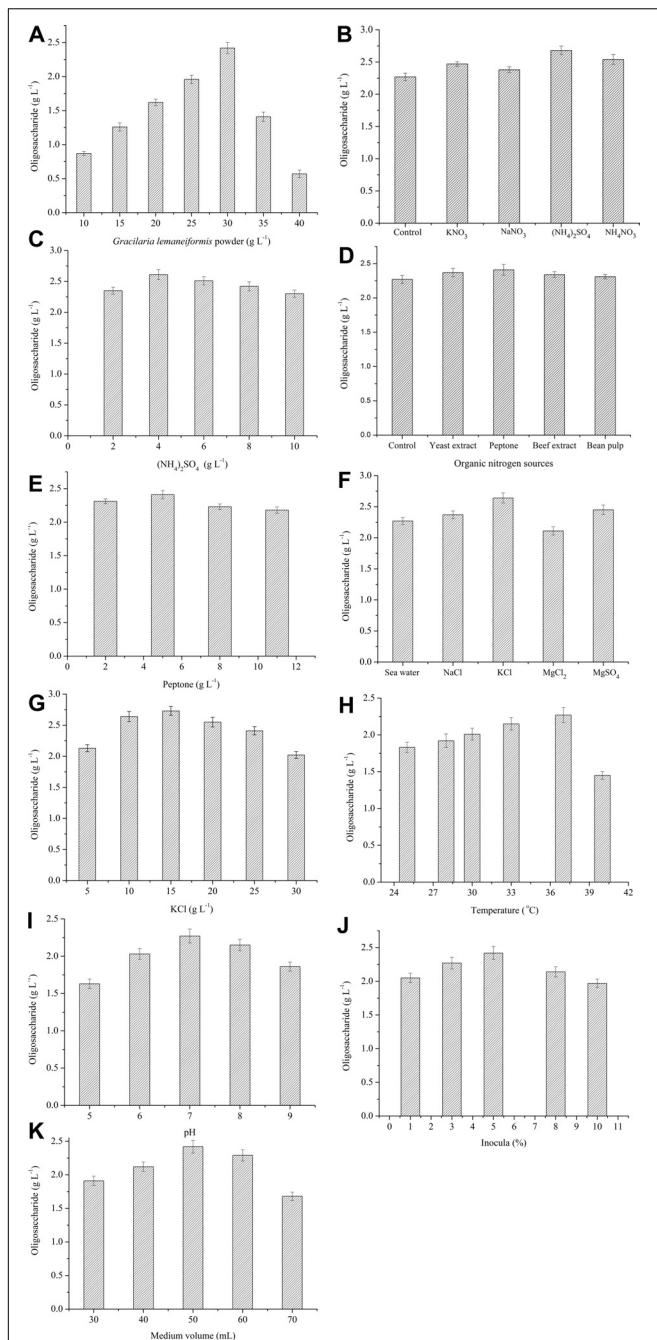 A
Oligosaccharide (g L⁻¹)
2.5
2.0
1.5
1.0
0.5
0.0
10 15 20 25 30 35 40
Gracilaria lemaneiformis powder (g L⁻¹)
B
Oligosaccharide (g L⁻¹)
3.0
2.5
2.0
1.5
1.0
0.5
0.0
Control KNO₃ NaNO₃ (NH₄)₂SO₄ NH₄NO₃
C
Oligosaccharide (g L⁻¹)
3.0
2.5
2.0
1.5
1.0
0.5
0.0
0 2 4 6 8 10
(NH₄)₂SO₄ (g L⁻¹)
D
Oligosaccharide (g L⁻¹)
2.5
2.0
1.5
1.0
0.5
0.0
Control Yeast extract Peptone Beef extract Bean pulp
Organic nitrogen sources
E
Oligosaccharide (g L⁻¹)
2.5
2.0
1.5
1.0
0.5
0.0
0 2 4 6 8 10 12
Peptone (g L⁻¹)
F
Oligosaccharide (g L⁻¹)
3.0
2.5
2.0
1.5
1.0
0.5
0.0
Sea water NaCl KCl MgCl₂ MgSO₄
G
Oligosaccharide (g L⁻¹)
3.0
2.5
2.0
1.5
1.0
0.5
0.0
5 10 15 20 25 30
KCl (g L⁻¹)
H
Oligosaccharide (g L⁻¹)
2.5
2.0
1.5
1.0
0.5
0.0
24 27 30 33 36 39 42
Temperature (°C)
I
Oligosaccharide (g L⁻¹)
2.5
2.0
1.5
1.0
0.5
0.0
5 6 7 8 9
pH
J
Oligosaccharide (g L⁻¹)
2.5
2.0
1.5
1.0
0.5
0.0
0 1 2 3 4 5 6 7 8 9 10 11
Inocula (%)
K
Oligosaccharide (g L⁻¹)
2.5
2.0
1.5
1.0
0.5
0.0
30 40 50 60 70
Medium volume (mL)